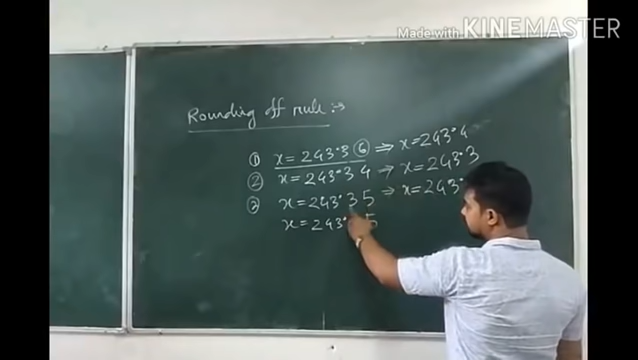 Made with KINEMASTER
Rounding off rule :-
① x = 243.3⑥ ⇒ x = 243.4
② x = 243.34 → x = 243.3
③ x = 243.35 ⇒ x = 243.
x = 243. 5